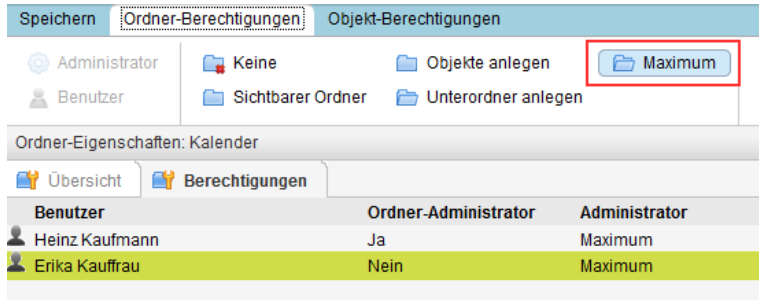 Speichern Ordner-Berechtigungen Objekt-Berechtigungen
Administrator Keine Objekte anlegen Maximum
Benutzer Sichtbarer Ordner Unterordner anlegen
Ordner-Eigenschaften: Kalender
Übersicht Berechtigungen
Benutzer Ordner-Administrator Administrator
Heinz Kaufmann Ja Maximum
Erika Kauffrau Nein Maximum